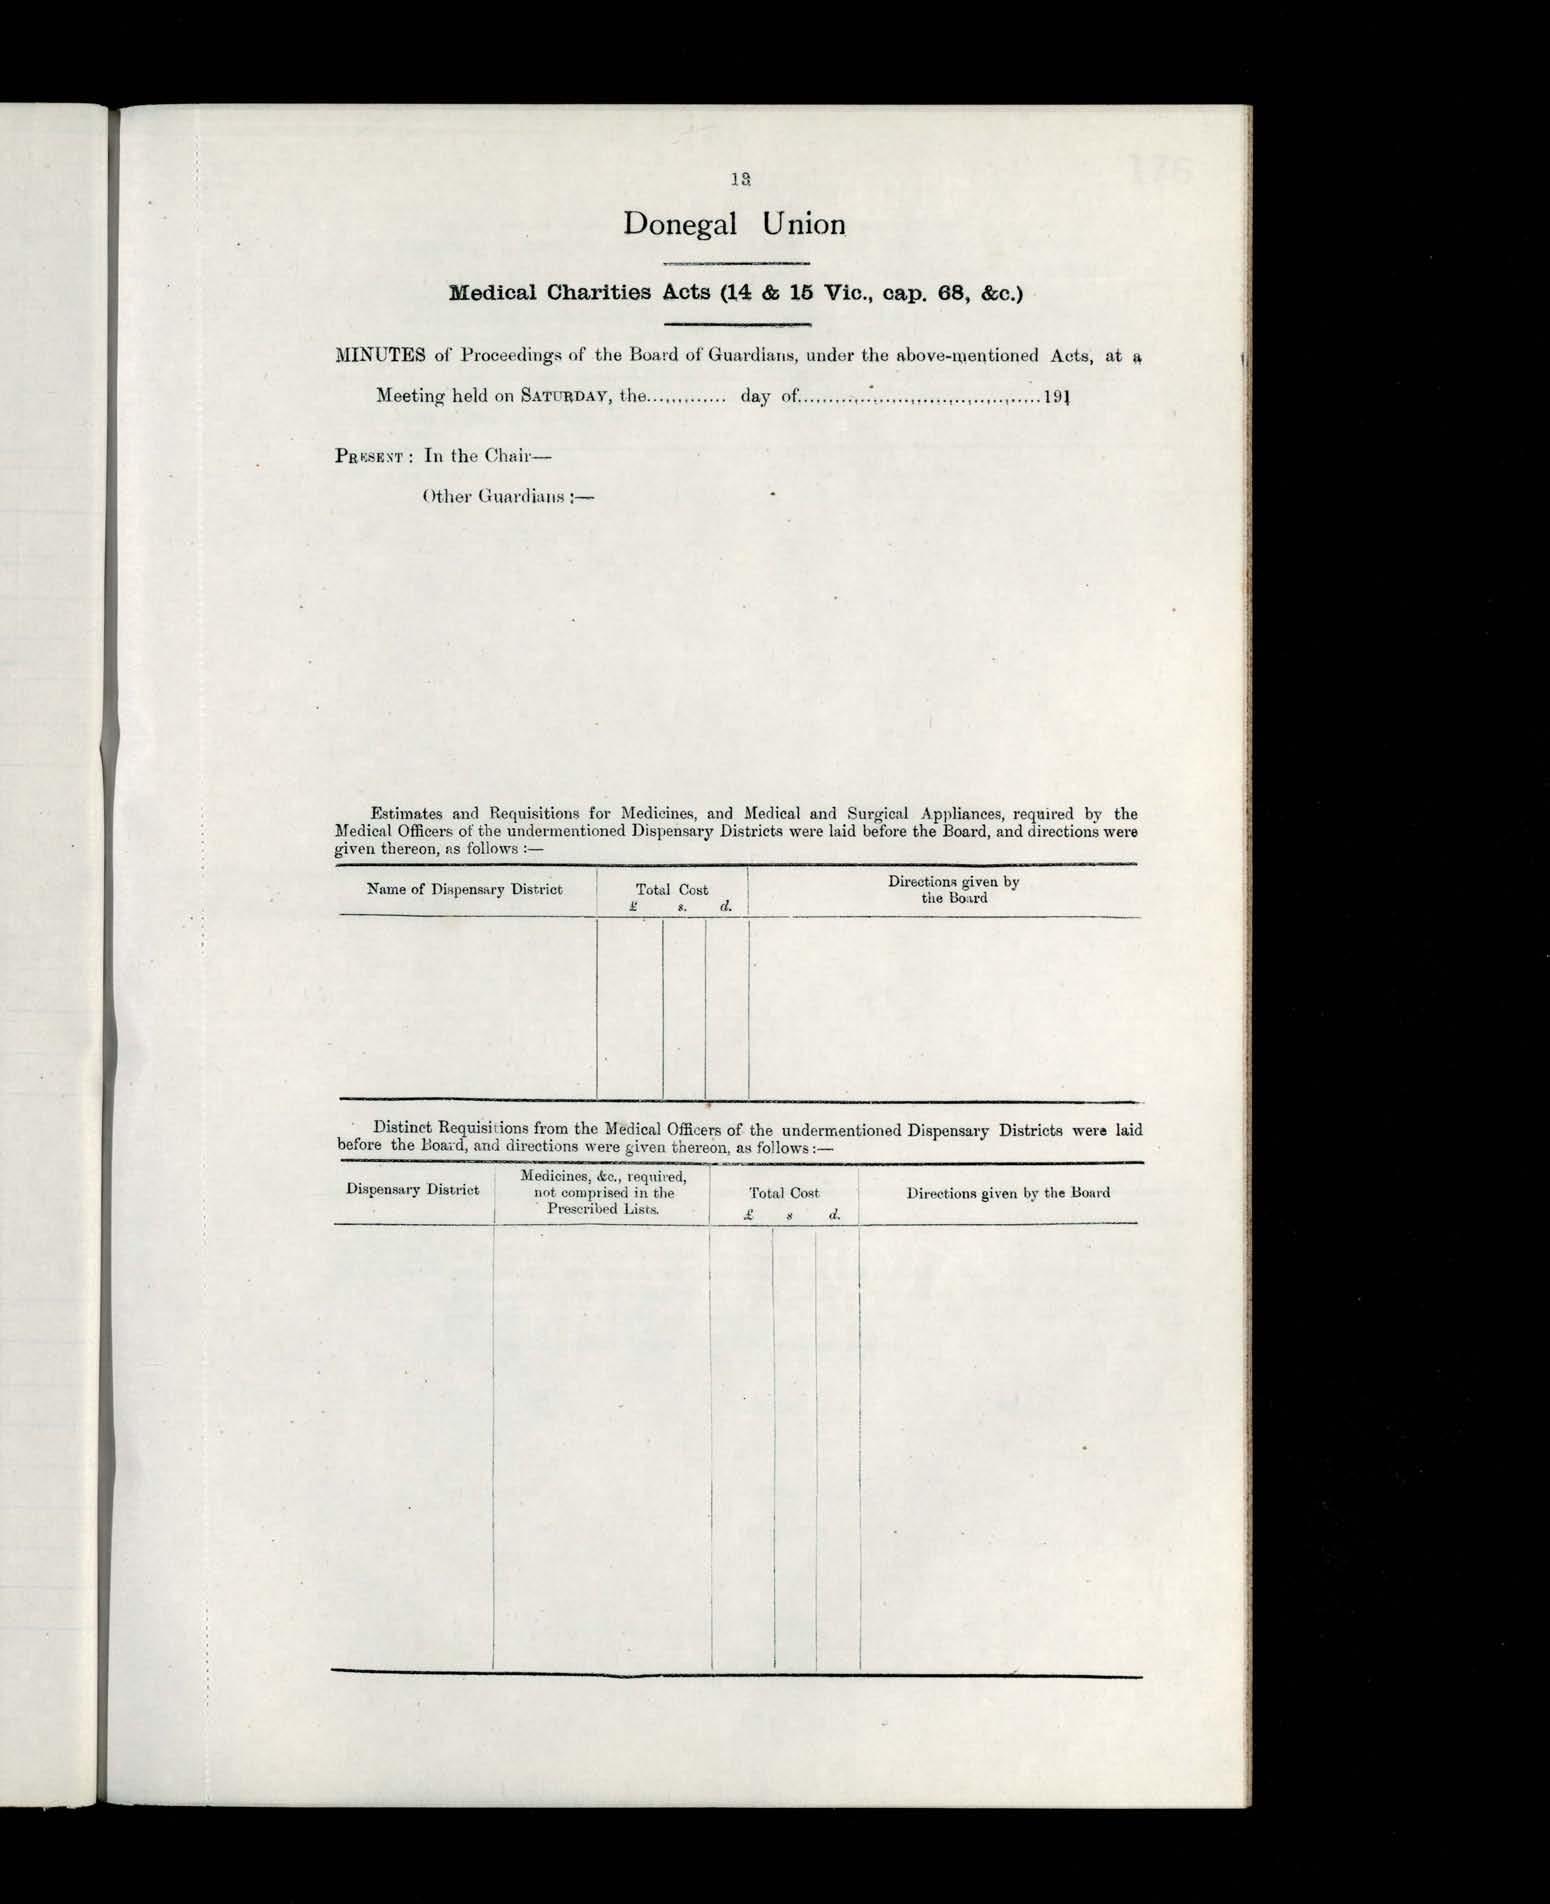 13
Donegal Union
Medical Charities Acts (14 & 15 Vic., cap. 68, &c.)
MINUTES of Proceedings of the Board of Guardians, under the above-mentioned Acts, at a
Meeting held on SATURDAY, the............. day of.......................................191
PRESENT : In the Chair—
Other Guardians :—
Estimates and Requisitions for Medicines, and Medical and Surgical Appliances, required by the
Medical Officers of the undermentioned Dispensary Districts were laid before the Board, and directions were
given thereon, as follows :—
Name of Dispensary District
Total Cost
£ s. d.
Directions given by
the Board
Distinct Requisitions from the Medical Officers of the undermentioned Dispensary Districts were laid
before the Board, and directions were given thereon, as follows :—
Dispensary District
Medicines, &c., required,
not comprised in the
Prescribed Lists.
Total Cost
£ s d.
Directions given by the Board